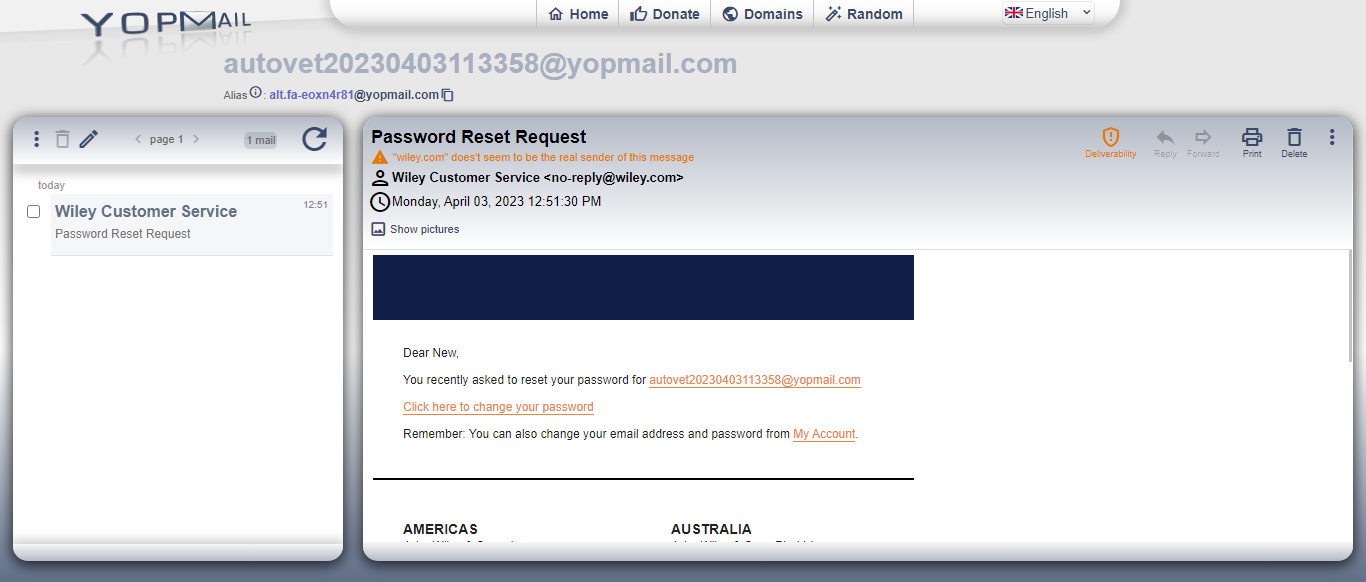 YOPMAIL
Home Donate Domains Random
English
autovet20230403113358@yopmail.com
Alias : alt.fa-eoxn4r81@yopmail.com
page 1
1 mail
today
Wiley Customer Service 12:51
Password Reset Request
Password Reset Request
"wiley.com" does't seem to be the real sender of this message
Wiley Customer Service <no-reply@wiley.com>
Monday, April 03, 2023 12:51:30 PM
Show pictures
Deliverability Reply Forward Print Delete
Dear New,
You recently asked to reset your password for autovet20230403113358@yopmail.com
Click here to change your password
Remember: You can also change your email address and password from My Account.
AMERICAS AUSTRALIA